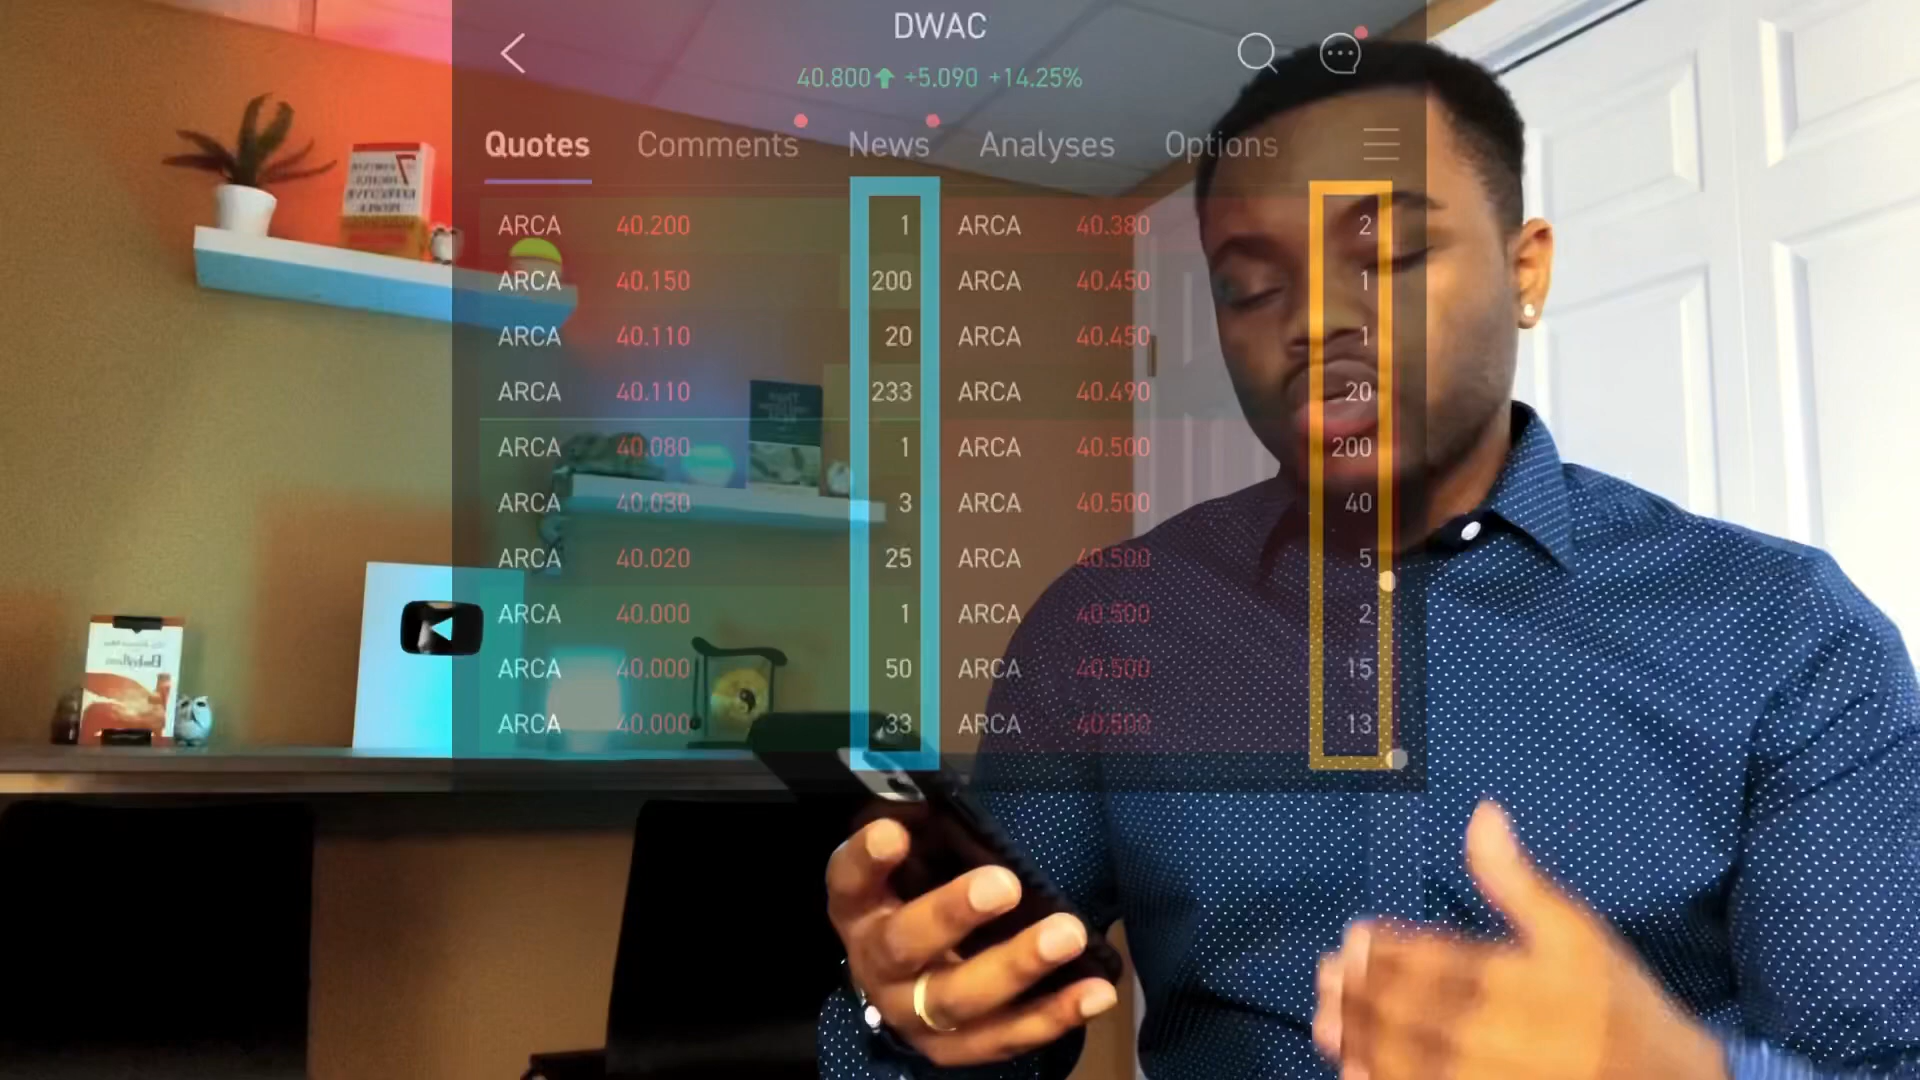 DWAC
40.800 +5.090 +14.25%
Quotes Comments News Analyses Options
ARCA 40.200 1 ARCA 40.380 2
ARCA 40.150 200 ARCA 40.450 1
ARCA 40.110 20 ARCA 40.450 1
ARCA 40.110 233 ARCA 40.490 20
ARCA 40.080 1 ARCA 40.500 200
ARCA 40.030 3 ARCA 40.500 40
ARCA 40.020 25 ARCA 40.500 5
ARCA 40.000 1 ARCA 40.500 2
ARCA 40.000 50 ARCA 40.500 15
ARCA 40.000 33 ARCA 40.500 13
7
Babylon